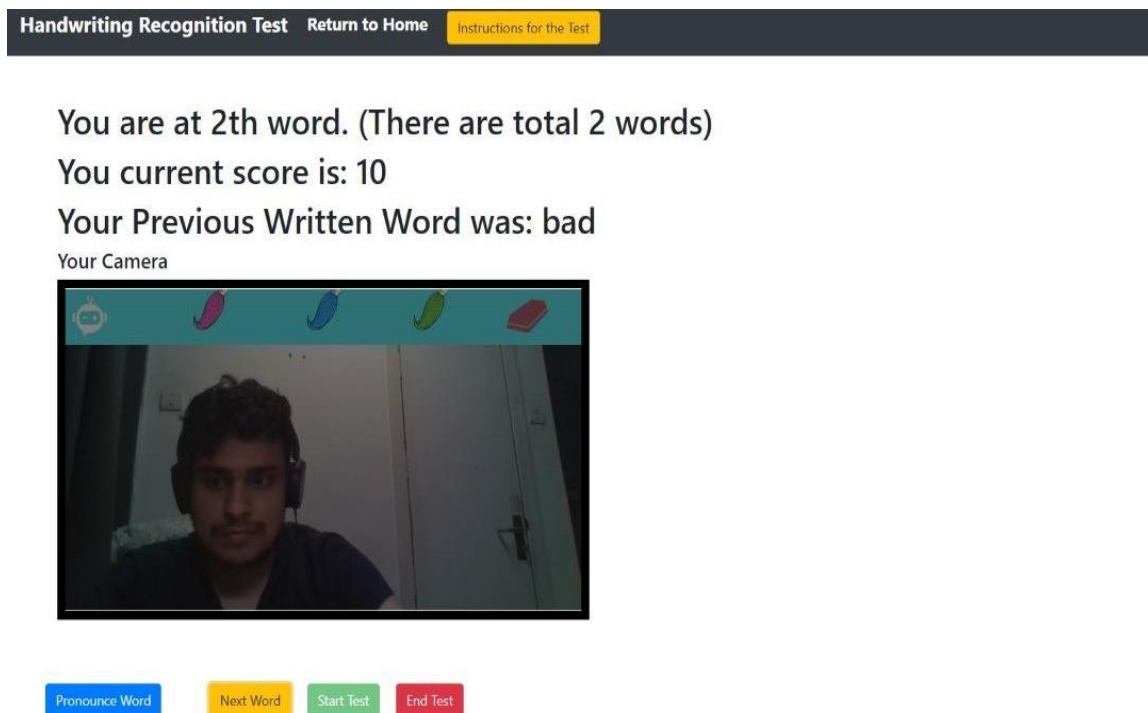 Handwriting Recognition Test Return to Home Instructions for the Test
You are at 2th word. (There are total 2 words)
You current score is: 10
Your Previous Written Word was: bad
Your Camera
Pronounce Word Next Word Start Test End Test